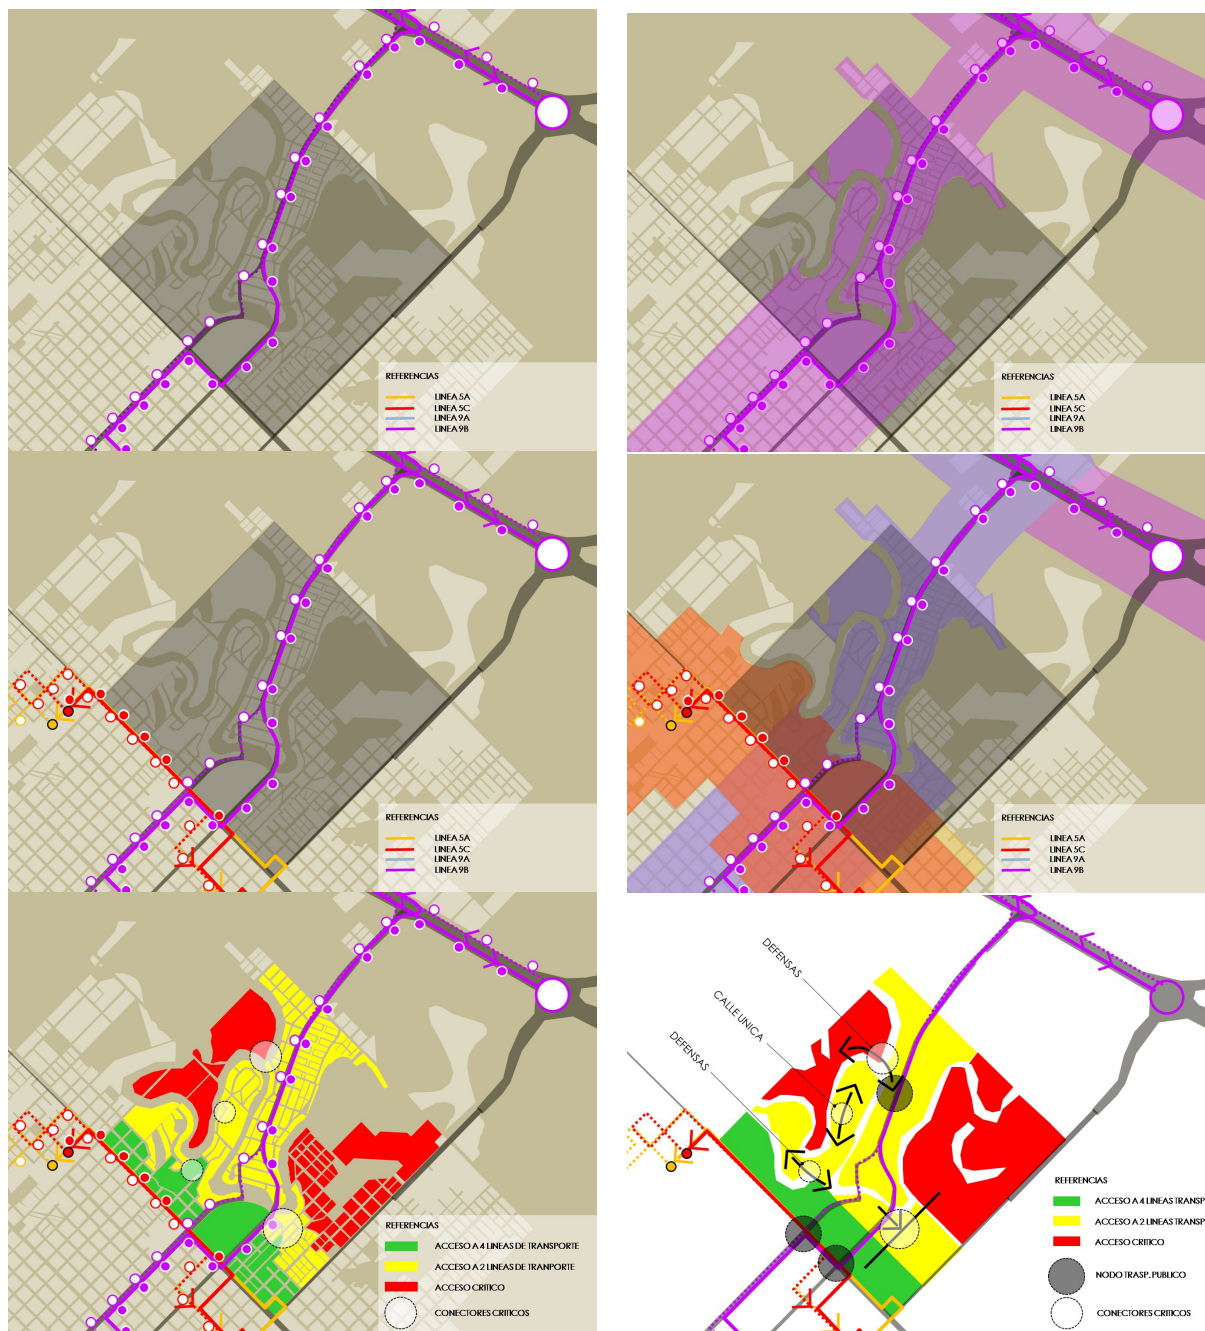 REFERENCIAS
LINEA 5A
LINEA 5C
LINEA 9A
LINEA 9B
REFERENCIAS
LINEA 5A
LINEA 5C
LINEA 9A
LINEA 9B
REFERENCIAS
LINEA 5A
LINEA 5C
LINEA 9A
LINEA 9B
REFERENCIAS
LINEA 5A
LINEA 5C
LINEA 9A
LINEA 9B
REFERENCIAS
ACCESO A 4 LINEAS DE TRANSPORTE
ACCESO A 2 LINEAS DE TRANPORTE
ACCESO CRITICO
CONECTORES CRITICOS
DEFENSAS
CALLE UNICA
DEFENSAS
REFERENCIAS
ACCESO A 4 LINEAS TRANSP
ACCESO A 2 LINEAS TRANSP
ACCESO CRITICO
NODO TRASP. PUBLICO
CONECTORES CRITICOS